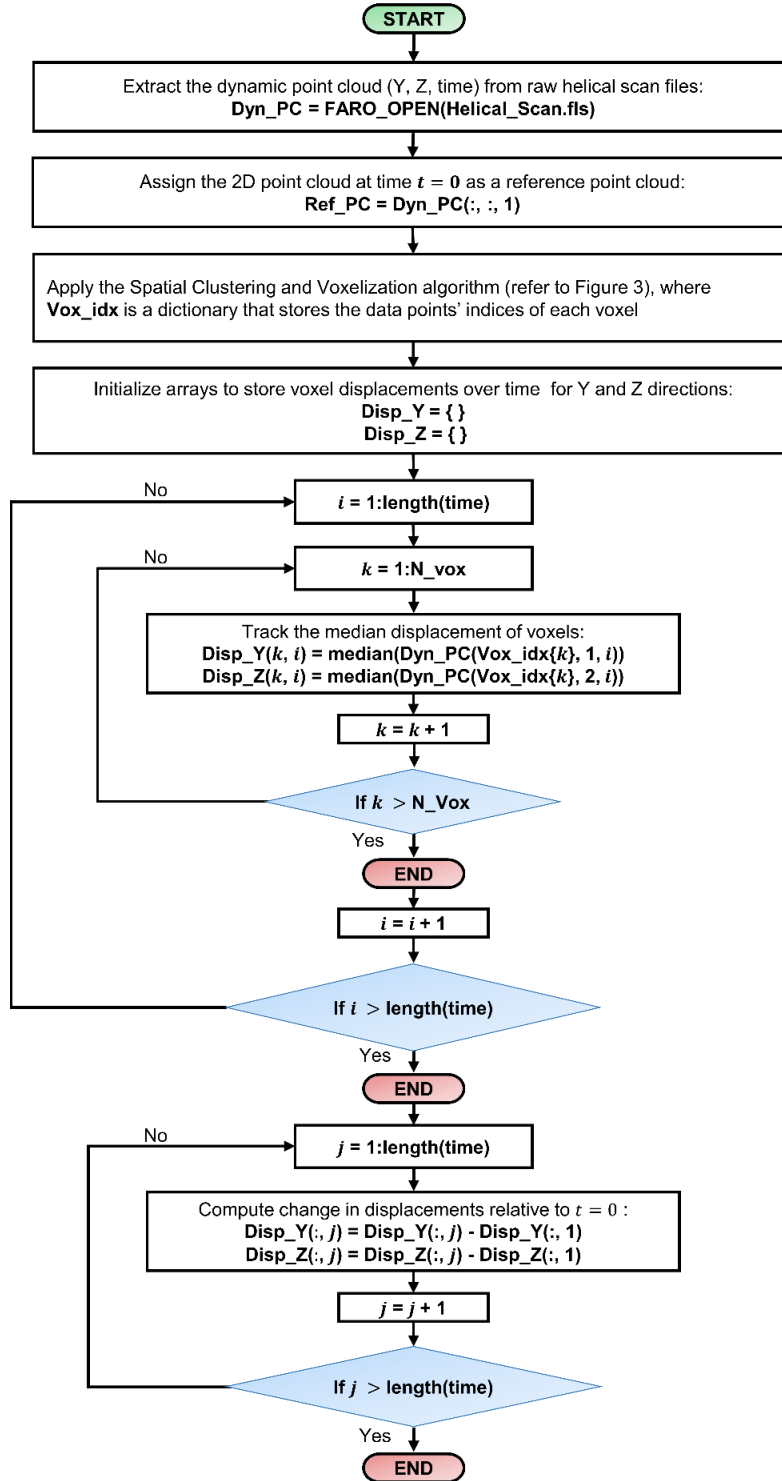 START
Extract the dynamic point cloud (Y, Z, time) from raw helical scan files:
Dyn_PC = FARO_OPEN(Helical_Scan.fls)
Assign the 2D point cloud at time t = 0 as a reference point cloud:
Ref_PC = Dyn_PC(:, :, 1)
Apply the Spatial Clustering and Voxelization algorithm (refer to Figure 3), where
Vox_idx is a dictionary that stores the data points’ indices of each voxel
Initialize arrays to store voxel displacements over time for Y and Z directions:
Disp_Y = { }
Disp_Z = { }
No
i = 1:length(time)
No
k = 1:N_vox
Track the median displacement of voxels:
Disp_Y(k, i) = median(Dyn_PC(Vox_idx{k}, 1, i))
Disp_Z(k, i) = median(Dyn_PC(Vox_idx{k}, 2, i))
k = k + 1
If k > N_Vox
Yes
END
i = i + 1
If i > length(time)
Yes
END
No
j = 1:length(time)
Compute change in displacements relative to t = 0 :
Disp_Y(:, j) = Disp_Y(:, j) - Disp_Y(:, 1)
Disp_Z(:, j) = Disp_Z(:, j) - Disp_Z(:, 1)
j = j + 1
If j > length(time)
Yes
END